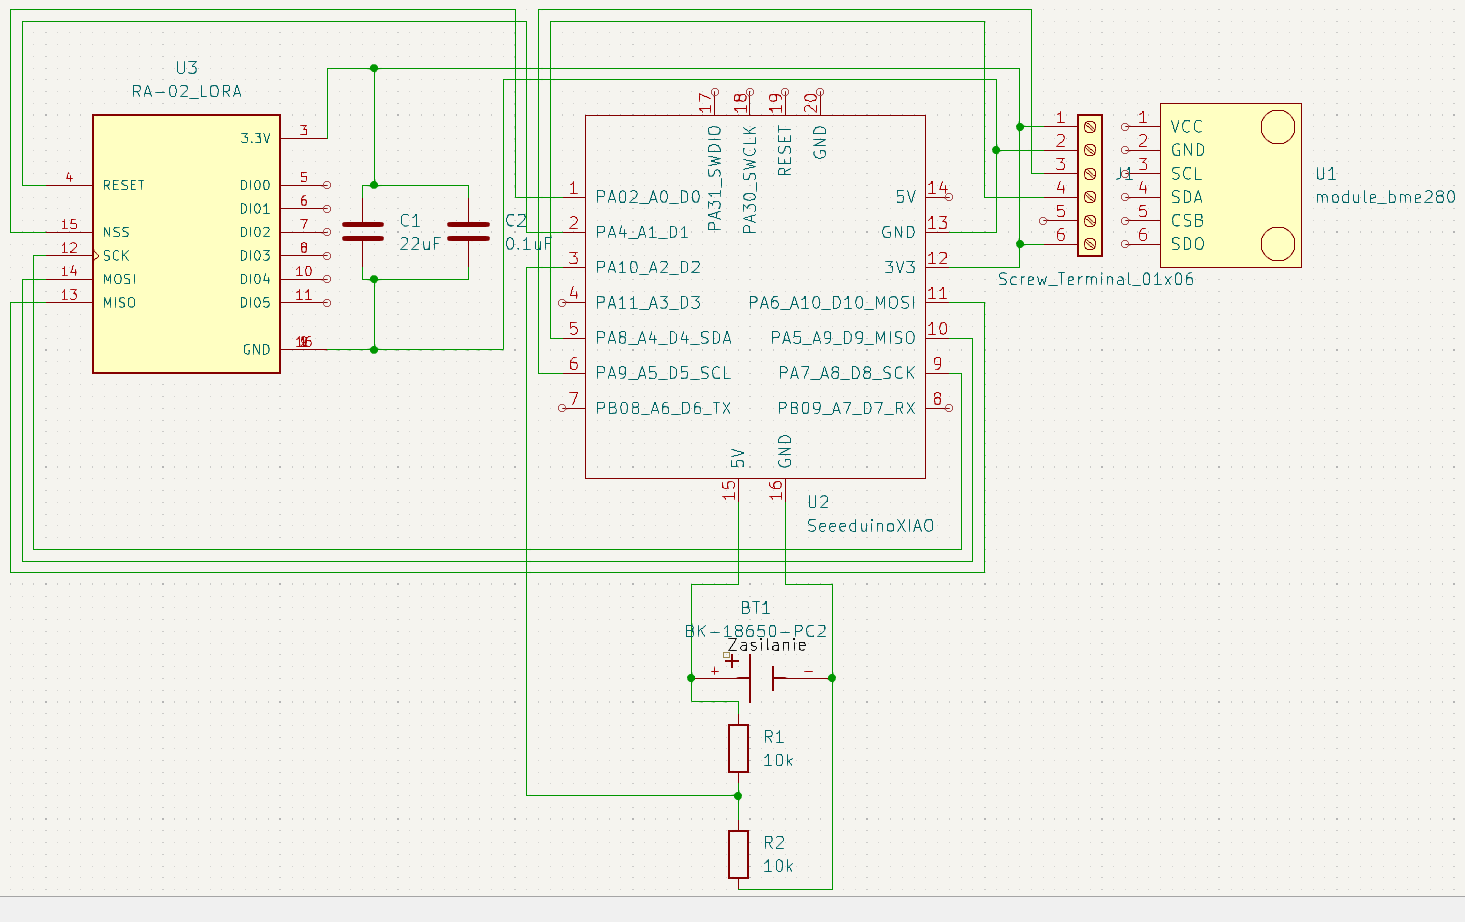 U3
RA-02_LORA
3.3V
3
4
RESET
DIO0
5
DIO1
6
15
NSS
DIO2
7
12
SCK
DIO3
8
14
MOSI
DIO4
10
13
MISO
DIO5
11
GND
16
C1
22uF
C2
0.1uF
17
18
19
20
PA31_SWDIO
PA30_SWCLK
RESET
GND
1
PA02_A0_D0
5V
14
2
PA4_A1_D1
GND
13
3
PA10_A2_D2
3V3
12
4
PA11_A3_D3
PA6_A10_D10_MOSI
11
5
PA8_A4_D4_SDA
PA5_A9_D9_MISO
10
6
PA9_A5_D5_SCL
PA7_A8_D8_SCK
9
7
PB08_A6_D6_TX
PB09_A7_D7_RX
8
5V
GND
15
16
U2
SeeeduinoXIAO
1
2
3
4
5
6
J1
Screw_Terminal_01x06
1
VCC
2
GND
3
SCL
4
SDA
5
CSB
6
SDO
U1
module_bme280
BT1
BK-18650-PC2
Zasilanie
+
+
−
R1
10k
R2
10k